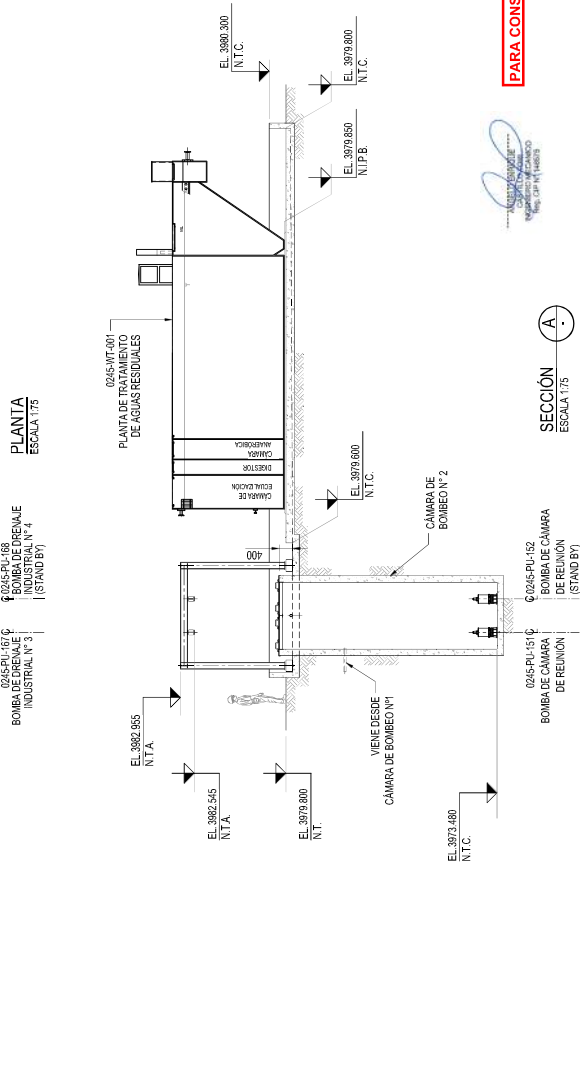 0245-PU-167
BOMBA DE DRENAJE
INDUSTRIAL N° 3
0245-PU-168
BOMBA DE DRENAJE
INDUSTRIAL N° 4
(STAND BY)
PLANTA
ESCALA 1:75
EL.3982.955
N.T.A.
EL.3982.545
N.T.A.
EL.3979.800
N.T.
0245-WT-001
PLANTA DE TRATAMIENTO
DE AGUAS RESIDUALES
CÁMARA DE
ECUALIZACIÓN
DIGESTOR
CÁMARA
ANAERÓBICA
400
EL. 3980.300
N.T.C.
EL.3979.800
N.T.C.
EL.3979.850
N.I.P.B.
EL.3979.600
N.T.C.
VIENE DESDE
CÁMARA DE BOMBEO Nº1
CÁMARA DE
BOMBEO N° 2
EL.3973.480
N.T.C.
0245-PU-151
BOMBA DE CÁMARA
DE REUNIÓN
0245-PU-152
BOMBA DE CÁMARA
DE REUNIÓN
(STAND BY)
SECCIÓN
ESCALA 1:75
A
-
INGENIERO MECANICO
PARA CONS